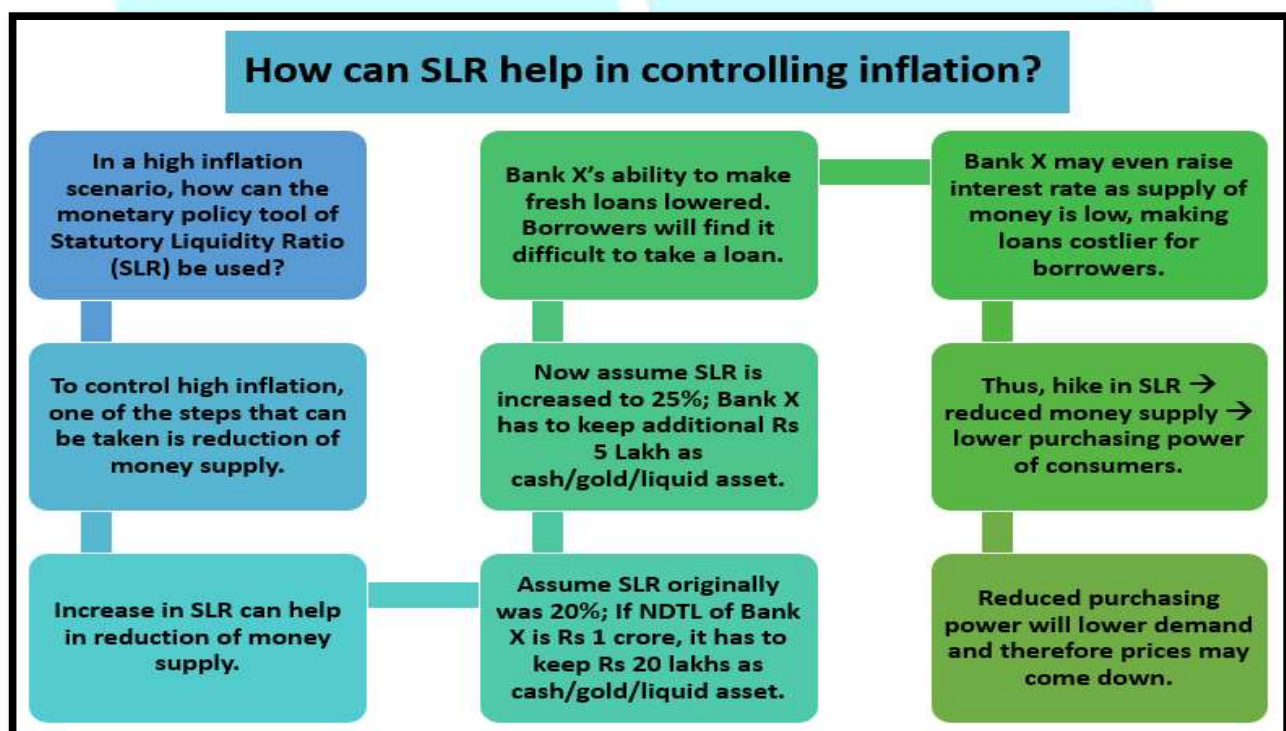 How can SLR help in controlling inflation?
In a high inflation
scenario, how can the
monetary policy tool of
Statutory Liquidity Ratio
(SLR) be used?
To control high inflation,
one of the steps that can
be taken is reduction of
money supply.
Increase in SLR can help
in reduction of money
supply.
Assume SLR originally
was 20%; If NDTL of Bank
X is Rs 1 crore, it has to
keep Rs 20 lakhs as
cash/gold/liquid asset.
Now assume SLR is
increased to 25%; Bank X
has to keep additional Rs
5 Lakh as
cash/gold/liquid asset.
Bank X’s ability to make
fresh loans lowered.
Borrowers will find it
difficult to take a loan.
Bank X may even raise
interest rate as supply of
money is low, making
loans costlier for
borrowers.
Thus, hike in SLR →
reduced money supply →
lower purchasing power
of consumers.
Reduced purchasing
power will lower demand
and therefore prices may
come down.